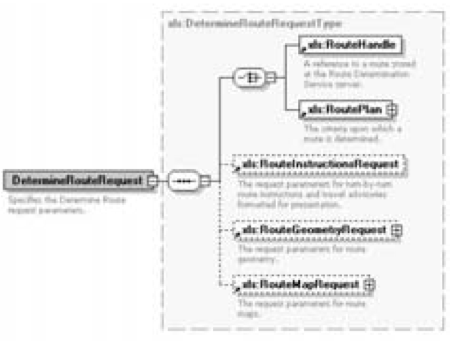 xls:DetermineRouteRequestType
xls:RouteHandle
A reference to a route stored
at the Route Determination
Service server.
xls:RoutePlan
The criteria upon which a
route is determined.
xls:RouteInstructionsRequest
The request parameters for turn-by-turn
route instructions and travel advisories
formatted for presentation.
DetermineRouteRequest
Specifies the Determine Route
request parameters.
xls:RouteGeometryRequest
The request parameters for route
geometry.
xls:RouteMapRequest
The request parameters for route
maps.